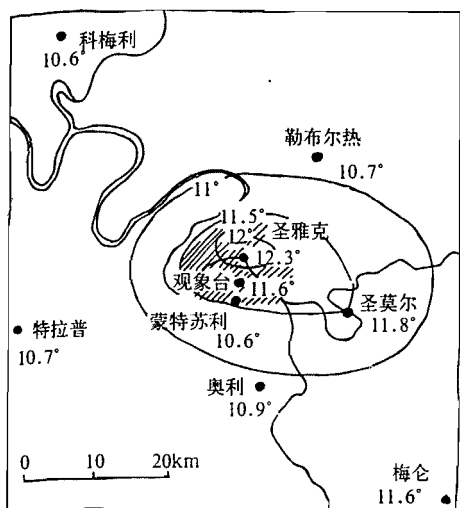 科梅利
10.6°
勒布尔热
10.7°
11°
11.5°
12°
圣雅克
12.3°
观象台
11.6°
圣莫尔
11.8°
蒙特苏利
10.6°
特拉普
10.7°
奥利
10.9°
0 10 20km
梅仑
11.6°